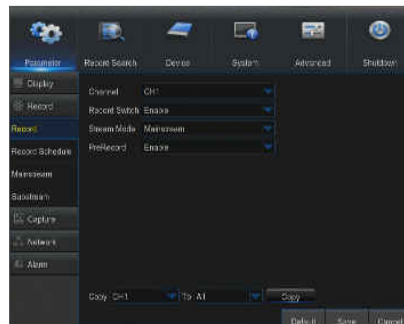 Parameter Record Search Device System Advanced Shutdown
Display
Record
Record
Record Schedule
Mainstream
Substream
Capture
Network
Alarm
Channel CH1
Record Switch Enable
Stream Mode Mainstream
PreRecord Enable
Copy CH1 To All Copy
Default Save Cancel